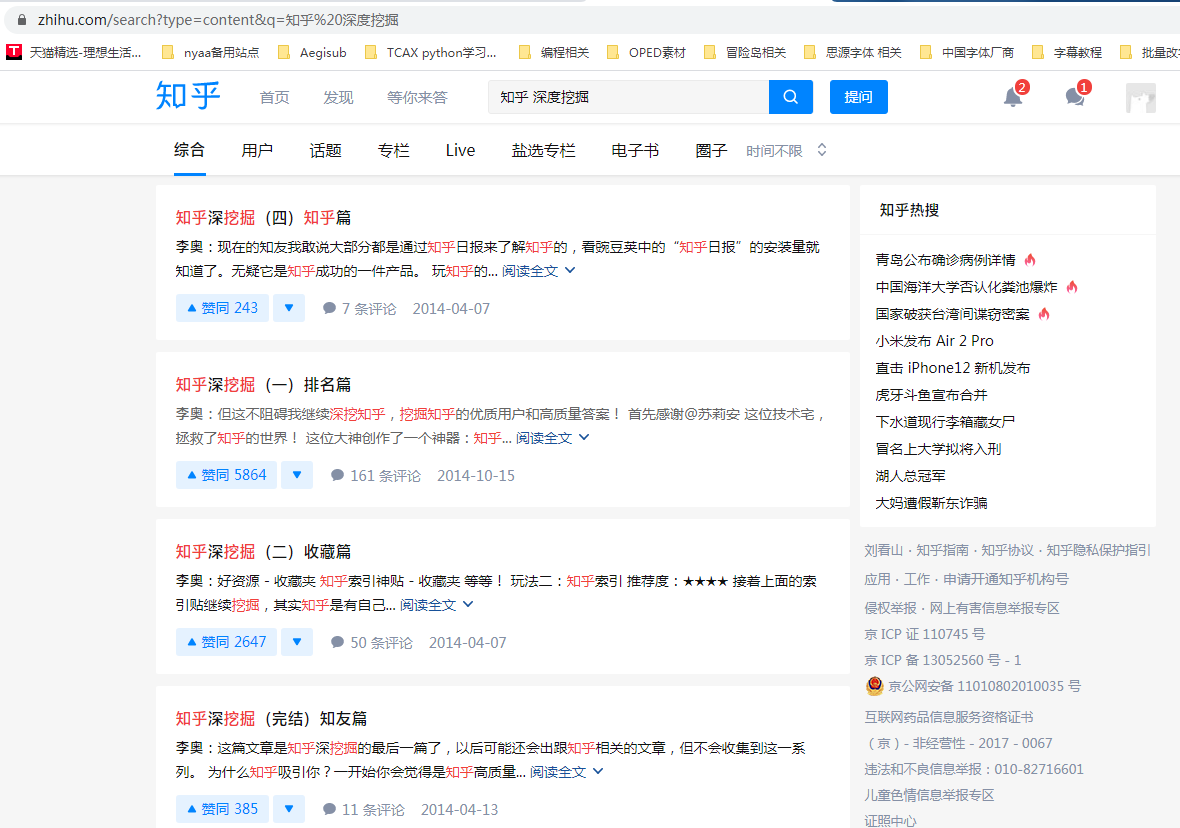 zhihu.com/search?type=content&q=知乎%20深度挖掘
天猫精选-理想生活... nyaa备用站点 Aegisub TCAX python学习... 编程相关 OPED素材 冒险岛相关 思源字体 相关 中国字体厂商 字幕教程 批量改
知乎 首页 发现 等你来答 知乎 深度挖掘 提问 2 1
综合 用户 话题 专栏 Live 盐选专栏 电子书 圈子 时间不限
知乎深挖掘（四）知乎篇
李奥：现在的知友我敢说大部分都是通过知乎日报来了解知乎的，看豌豆荚中的“知乎日报”的安装量就
知道了。无疑它是知乎成功的一件产品。 玩知乎的... 阅读全文
赞同 243 7 条评论 2014-04-07
知乎深挖掘（一）排名篇
李奥：但这不阻碍我继续深挖知乎，挖掘知乎的优质用户和高质量答案！ 首先感谢@苏莉安 这位技术宅，
拯救了知乎的世界！ 这位大神创作了一个神器：知乎... 阅读全文
赞同 5864 161 条评论 2014-10-15
知乎深挖掘（二）收藏篇
李奥：好资源 - 收藏夹 知乎索引神贴 - 收藏夹 等等！ 玩法二：知乎索引 推荐度：★★★★ 接着上面的索
引贴继续挖掘，其实知乎是有自己... 阅读全文
赞同 2647 50 条评论 2014-04-07
知乎深挖掘（完结）知友篇
李奥：这篇文章是知乎深挖掘的最后一篇了，以后可能还会出跟知乎相关的文章，但不会收集到这一系
列。 为什么知乎吸引你？一开始你会觉得是知乎高质量... 阅读全文
赞同 385 11 条评论 2014-04-13
知乎热搜
青岛公布确诊病例详情
中国海洋大学否认化粪池爆炸
国家破获台湾间谍窃密案
小米发布 Air 2 Pro
直击 iPhone12 新机发布
虎牙斗鱼宣布合并
下水道现行李箱藏女尸
冒名上大学拟将入刑
湖人总冠军
大妈遭假靳东诈骗
刘看山 · 知乎指南 · 知乎协议 · 知乎隐私保护指引
应用 · 工作 · 申请开通知乎机构号
侵权举报 · 网上有害信息举报专区
京 ICP 证 110745 号
京 ICP 备 13052560 号 - 1
京公网安备 11010802010035 号
互联网药品信息服务资格证书
（京）- 非经营性 - 2017 - 0067
违法和不良信息举报：010-82716601
儿童色情信息举报专区
证照中心